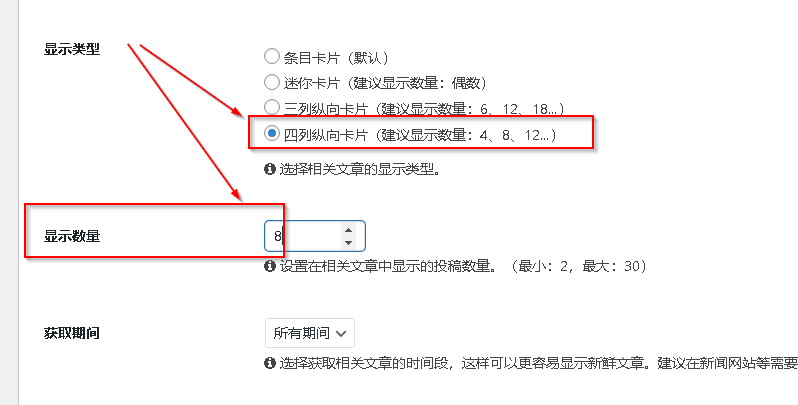 显示类型
条目卡片（默认）
迷你卡片（建议显示数量：偶数）
三列纵向卡片（建议显示数量：6、12、18...）
四列纵向卡片（建议显示数量：4、8、12...）
选择相关文章的显示类型。
显示数量
8
设置在相关文章中显示的投稿数量。（最小：2，最大：30）
获取期间
所有期间
选择获取相关文章的时间段，这样可以更容易显示新鲜文章。建议在新闻网站等需要